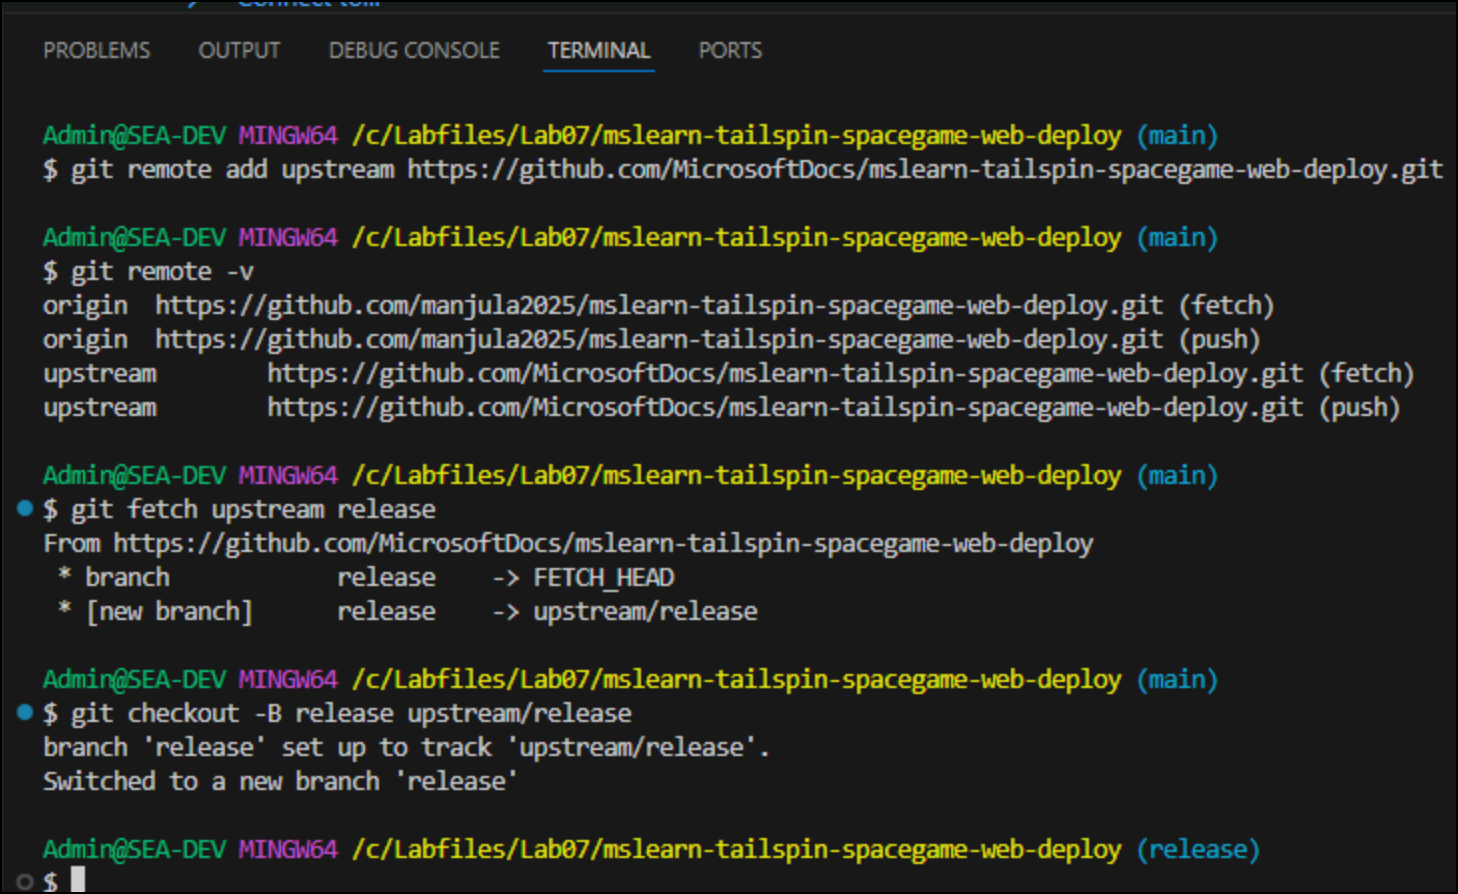 Connect to...
PROBLEMS OUTPUT DEBUG CONSOLE TERMINAL PORTS
Admin@SEA-DEV MINGW64 /c/Labfiles/Lab07/mslearn-tailspin-spacegame-web-deploy (main)
$ git remote add upstream https://github.com/MicrosoftDocs/mslearn-tailspin-spacegame-web-deploy.git
Admin@SEA-DEV MINGW64 /c/Labfiles/Lab07/mslearn-tailspin-spacegame-web-deploy (main)
$ git remote -v
origin  https://github.com/manjula2025/mslearn-tailspin-spacegame-web-deploy.git (fetch)
origin  https://github.com/manjula2025/mslearn-tailspin-spacegame-web-deploy.git (push)
upstream        https://github.com/MicrosoftDocs/mslearn-tailspin-spacegame-web-deploy.git (fetch)
upstream        https://github.com/MicrosoftDocs/mslearn-tailspin-spacegame-web-deploy.git (push)
Admin@SEA-DEV MINGW64 /c/Labfiles/Lab07/mslearn-tailspin-spacegame-web-deploy (main)
$ git fetch upstream release
From https://github.com/MicrosoftDocs/mslearn-tailspin-spacegame-web-deploy
 * branch            release    -> FETCH_HEAD
 * [new branch]      release    -> upstream/release
Admin@SEA-DEV MINGW64 /c/Labfiles/Lab07/mslearn-tailspin-spacegame-web-deploy (main)
$ git checkout -B release upstream/release
branch 'release' set up to track 'upstream/release'.
Switched to a new branch 'release'
Admin@SEA-DEV MINGW64 /c/Labfiles/Lab07/mslearn-tailspin-spacegame-web-deploy (release)
$